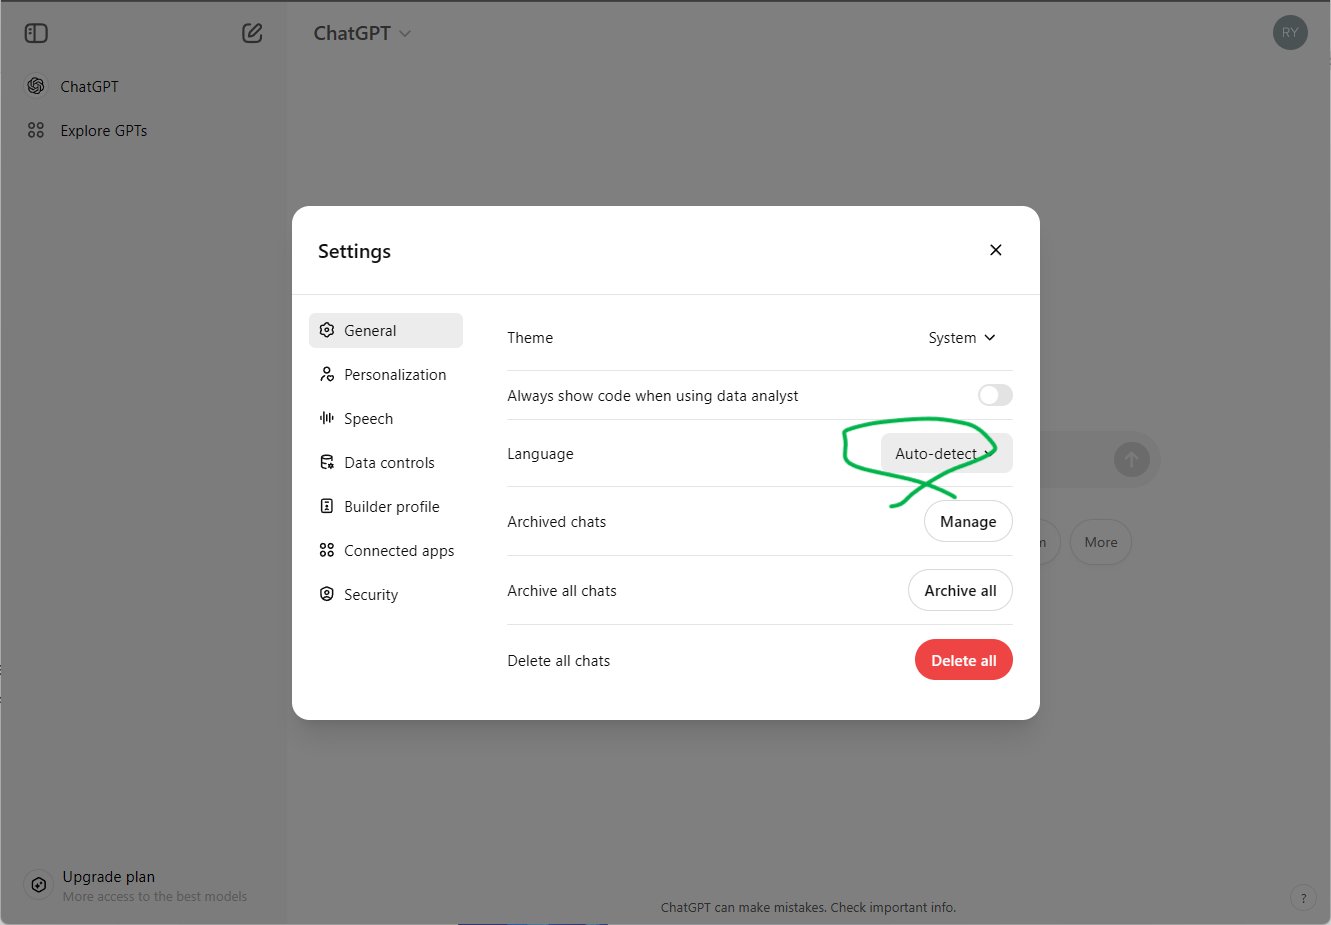 ChatGPT
RY
ChatGPT
Explore GPTs
Settings
General
Personalization
Speech
Data controls
Builder profile
Connected apps
Security
Theme
System
Always show code when using data analyst
Language
Auto-detect
Archived chats
Manage
Archive all chats
Archive all
Delete all chats
Delete all
More
Upgrade plan
More access to the best models
ChatGPT can make mistakes. Check important info.
?